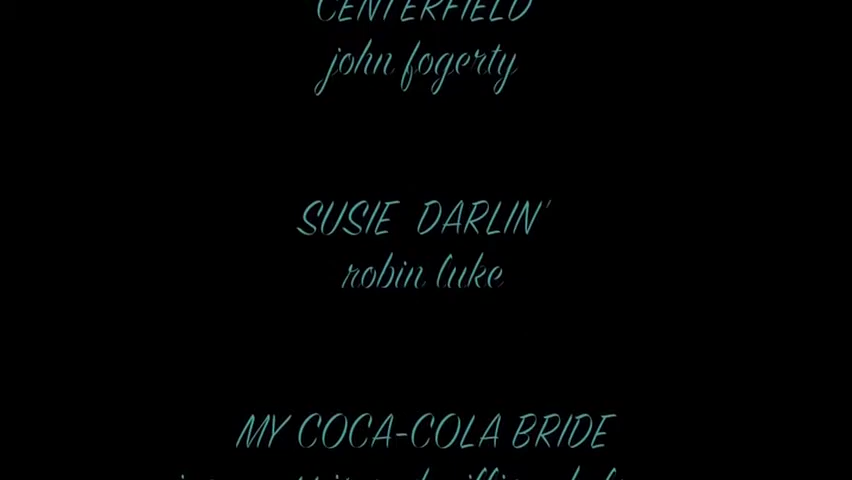 CENTERFIELD
john fogerty
SUSIE DARLIN'
robin luke
MY COCA-COLA BRIDE